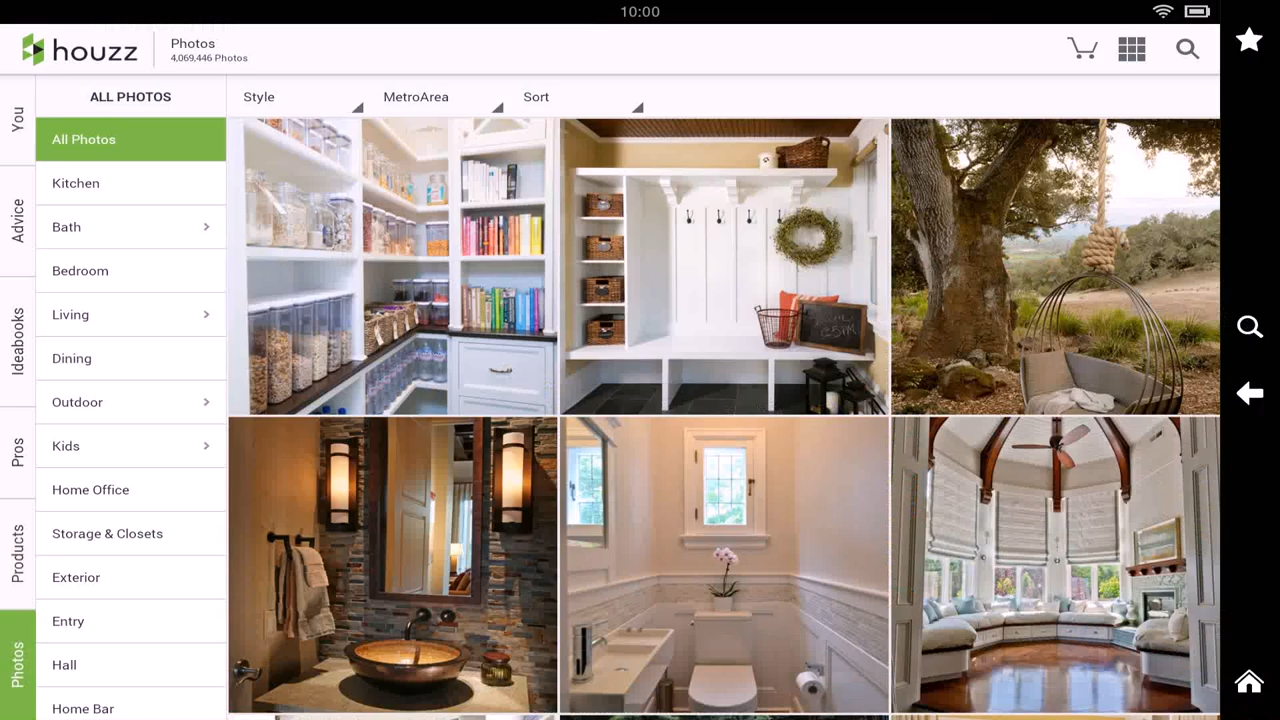 10:00
houzz
Photos
4,069,446 Photos
You
Advice
Ideabooks
Pros
Products
Photos
ALL PHOTOS
All Photos
Kitchen
Bath
Bedroom
Living
Dining
Outdoor
Kids
Home Office
Storage & Closets
Exterior
Entry
Hall
Home Bar
Style
MetroArea
Sort